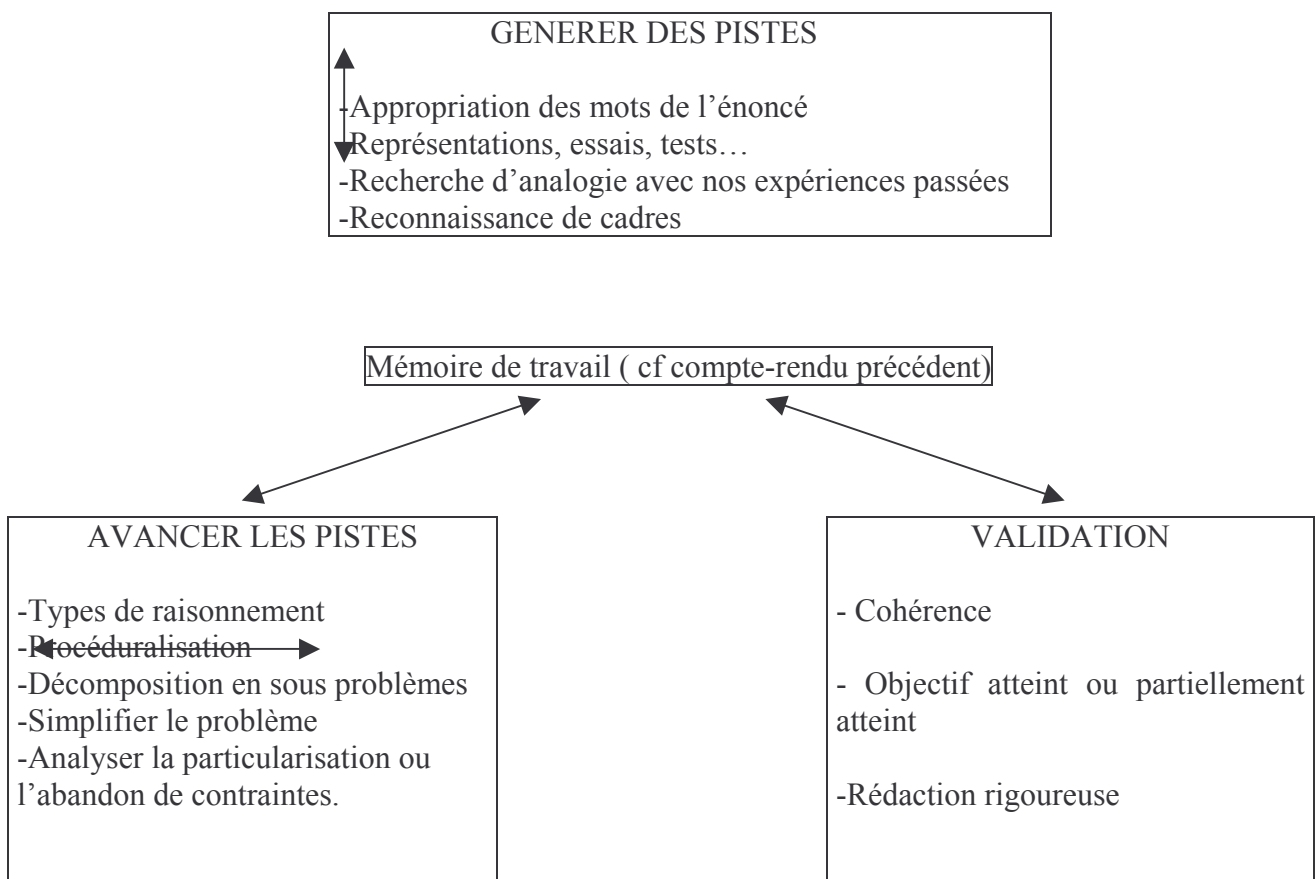 GENERER DES PISTES
-Appropriation des mots de l’énoncé
-Représentations, essais, tests…
-Recherche d’analogie avec nos expériences passées
-Reconnaissance de cadres
Mémoire de travail ( cf compte-rendu précédent)
AVANCER LES PISTES
-Types de raisonnement
-Procéduralisation
-Décomposition en sous problèmes
-Simplifier le problème
-Analyser la particularisation ou
l’abandon de contraintes.
VALIDATION
- Cohérence
- Objectif atteint ou partiellement
atteint
-Rédaction rigoureuse